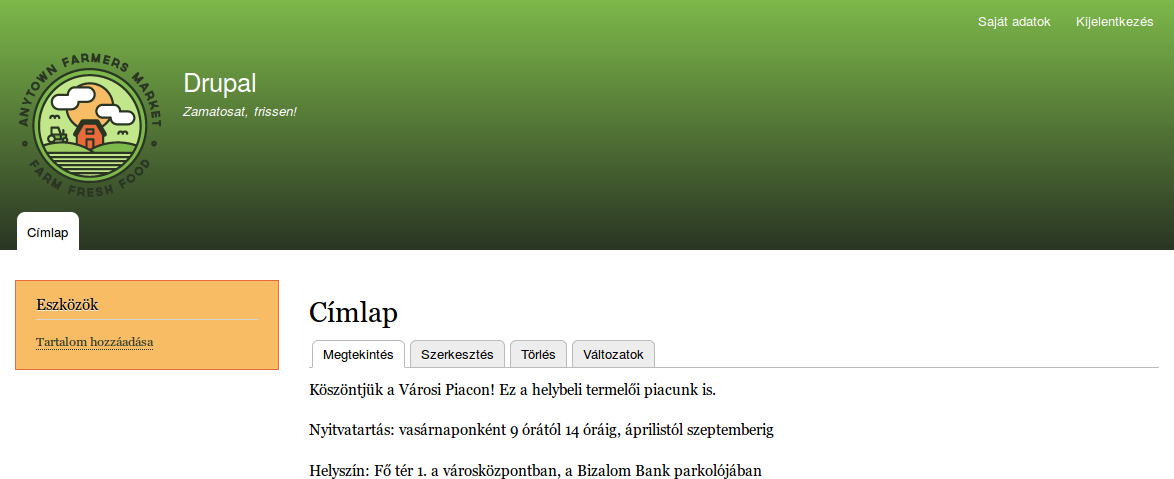 Saját adatok Kijelentkezés
ANYTOWN FARMERS MARKET
FARM FRESH FOOD
Drupal
Zamatosat, frissen!
Címlap
Eszközök
Tartalom hozzáadása
Címlap
Megtekintés Szerkesztés Törlés Változatok
Köszöntjük a Városi Piacon! Ez a helybeli termelői piacunk is.
Nyitvatartás: vasárnaponként 9 órától 14 óráig, áprilistól szeptemberig
Helyszín: Fő tér 1. a városközpontban, a Bizalom Bank parkolójában